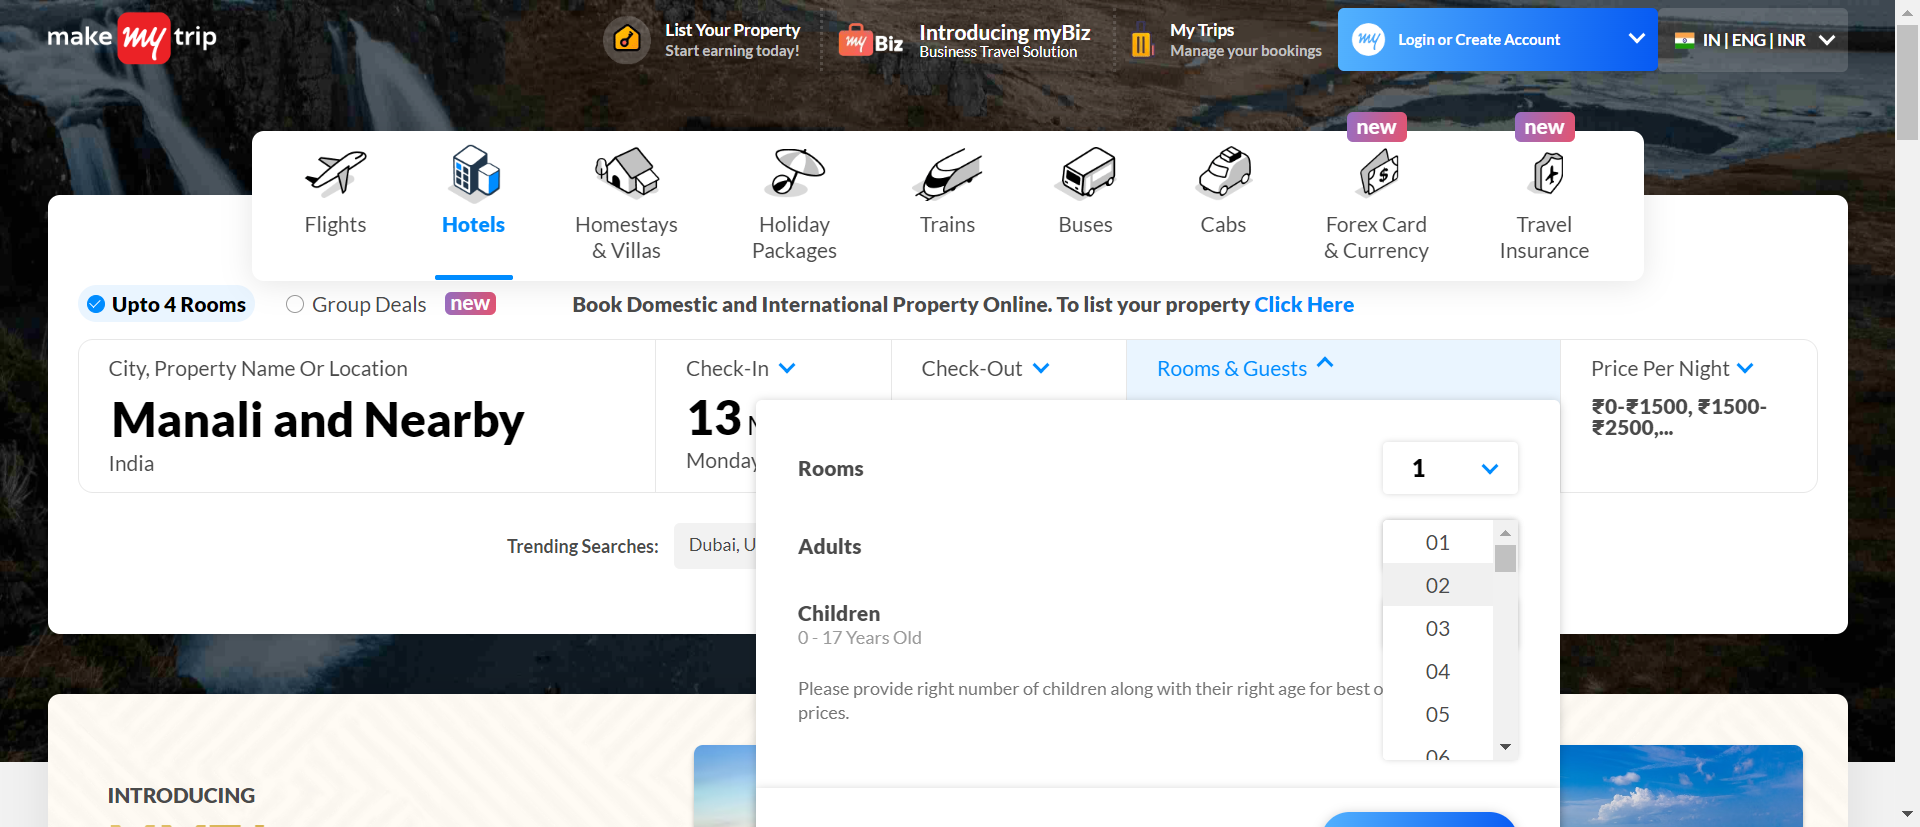 make my trip
List Your Property
Start earning today!
my Biz
Introducing myBiz
Business Travel Solution
My Trips
Manage your bookings
my Login or Create Account
IN | ENG | INR
new
new
Flights
Hotels
Homestays
& Villas
Holiday
Packages
Trains
Buses
Cabs
Forex Card
& Currency
Travel
Insurance
Upto 4 Rooms
Group Deals
new
Book Domestic and International Property Online. To list your property Click Here
City, Property Name Or Location
Manali and Nearby
India
Check-In
13
Monday
Check-Out
Rooms & Guests
Price Per Night
₹0-₹1500, ₹1500-
₹2500,...
Rooms
1
Adults
01
02
03
04
05
06
Children
0 - 17 Years Old
Please provide right number of children along with their right age for best
prices.
Trending Searches:
Dubai, U
INTRODUCING